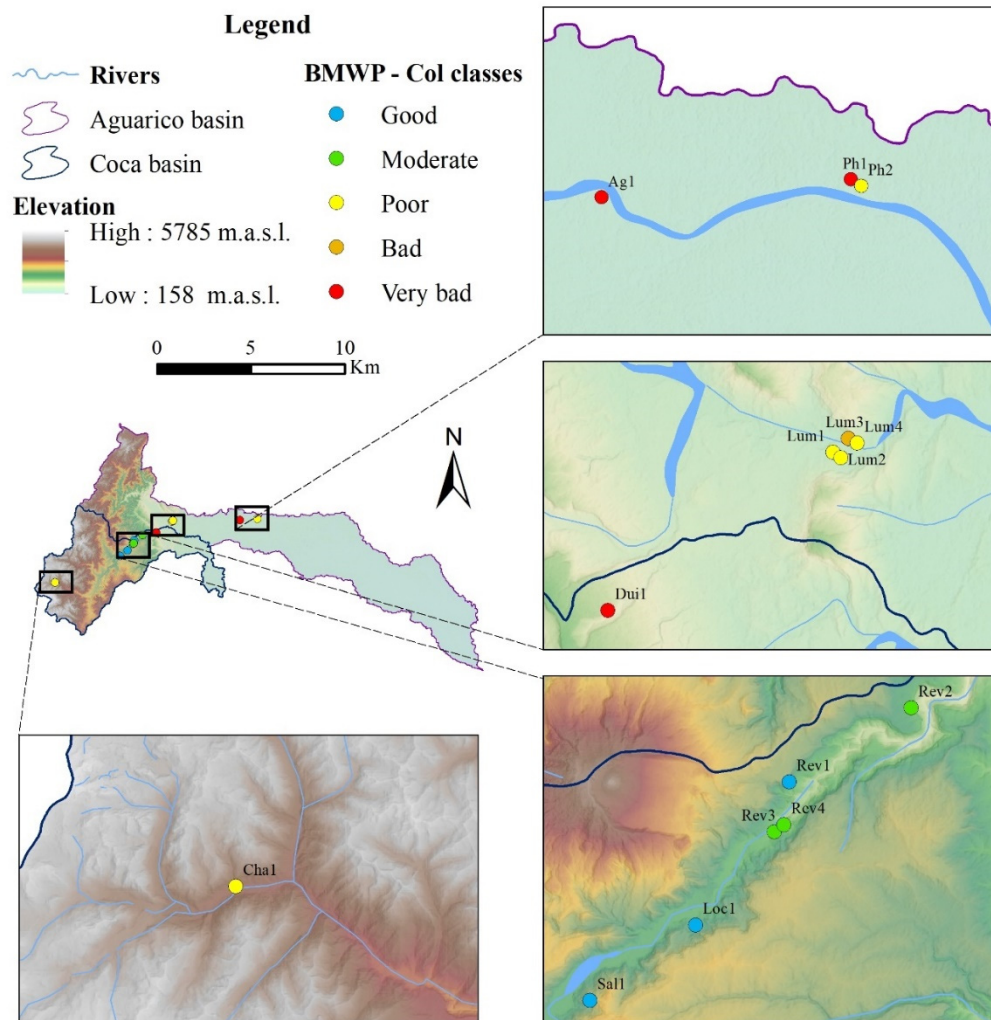 Legend
Rivers
Aguarico basin
Coca basin
Elevation
High : 5785 m.a.s.l.
Low : 158 m.a.s.l.
BMWP - Col classes
Good
Moderate
Poor
Bad
Very bad
0 5 10
Km
N
Ag1
Ph1
Ph2
Lum3
Lum4
Lum1
Lum2
Dui1
Rev2
Rev1
Rev3
Rev4
Loc1
Sal1
Cha1